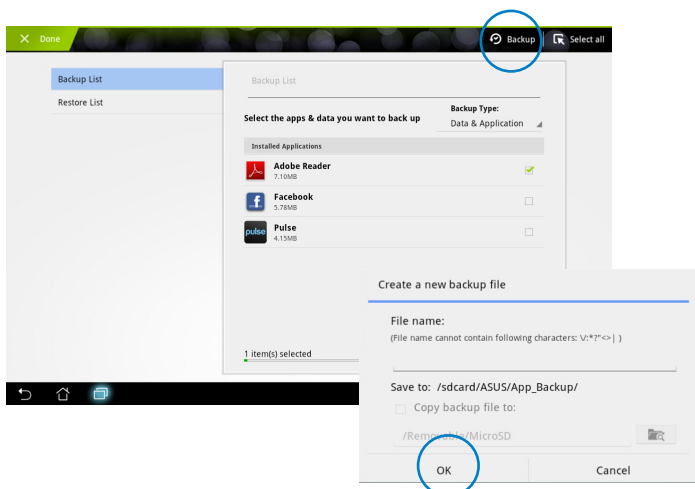 Done
Backup
Select all
Backup List
Restore List
Backup List
Select the apps & data you want to back up
Backup Type:
Data & Application
Installed Applications
Adobe Reader
7.10MB
f
Facebook
5.78MB
pulse
Pulse
4.15MB
1 item(s) selected
Create a new backup file
File name:
(File name cannot contain following characters: \/:*?"<>| )
Save to: /sdcard/ASUS/App_Backup/
Copy backup file to:
/Removable/MicroSD
OK
Cancel